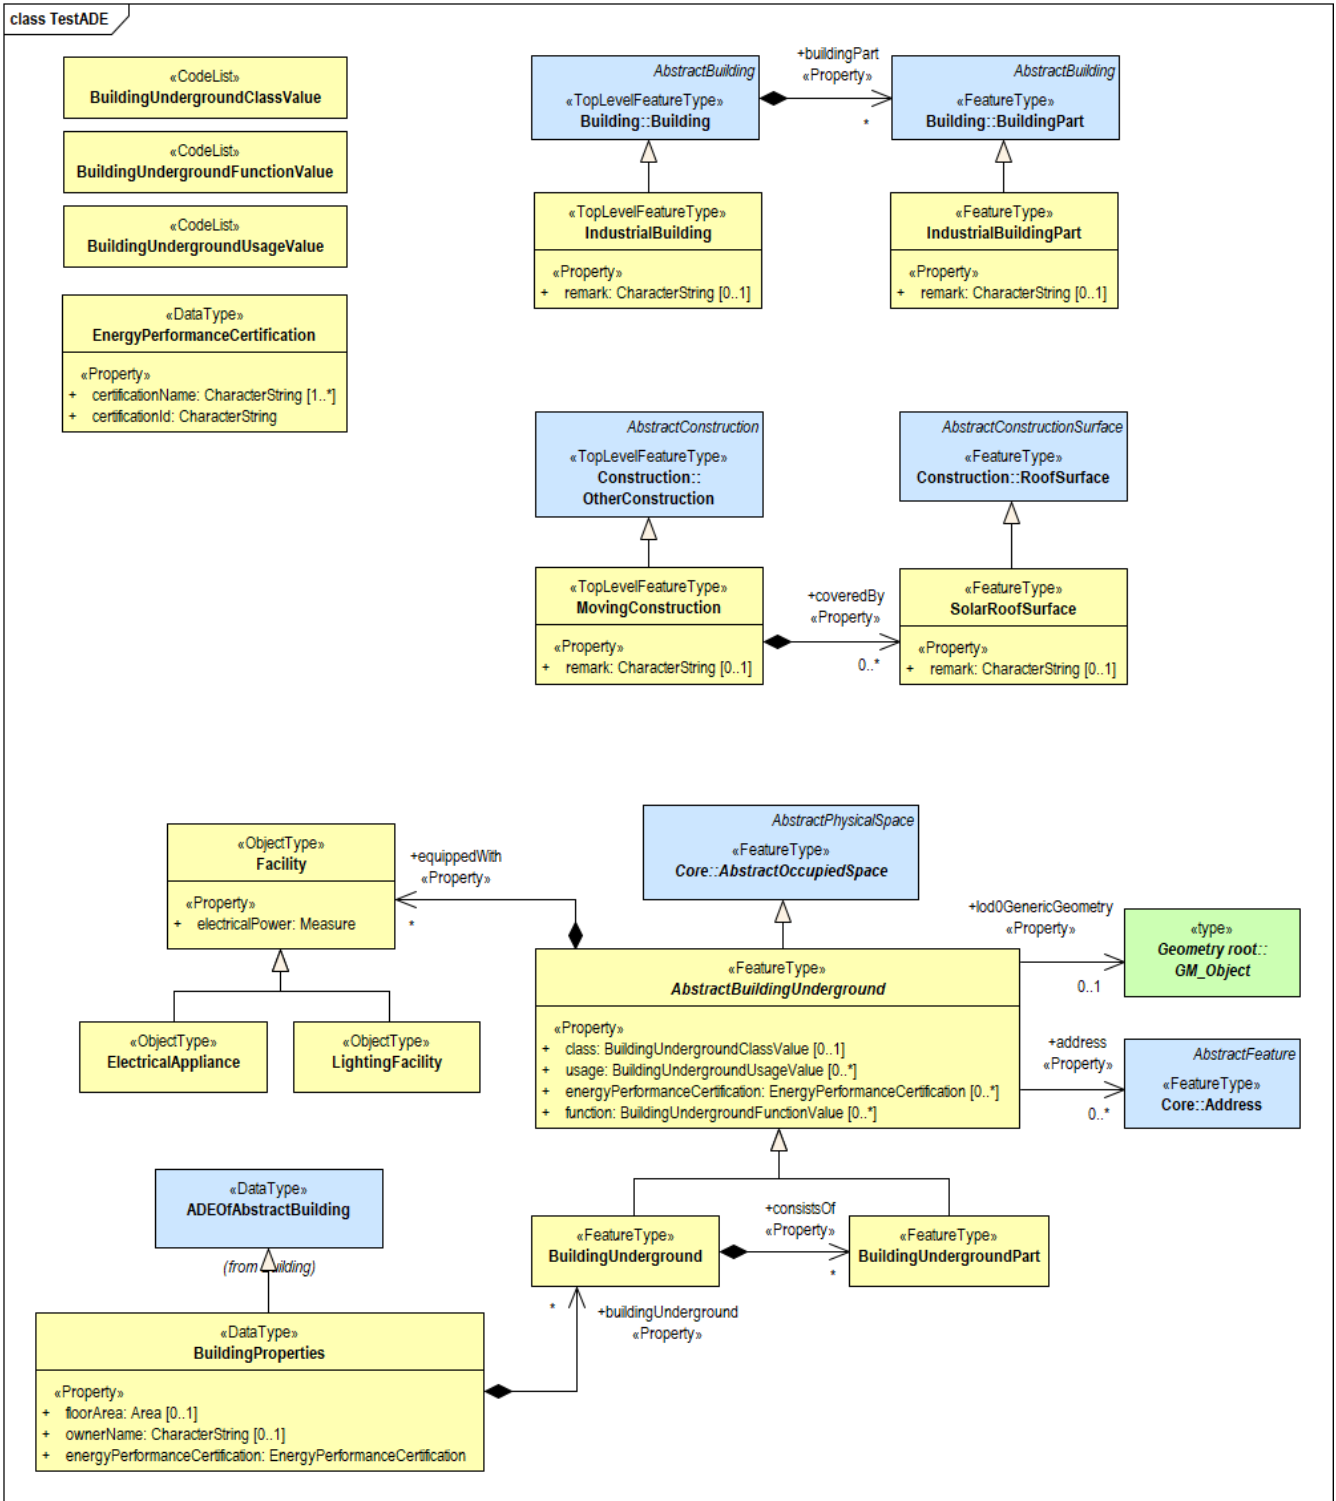 class TestADE
«CodeList»
BuildingUndergroundClassValue
«CodeList»
BuildingUndergroundFunctionValue
«CodeList»
BuildingUndergroundUsageValue
«DataType»
EnergyPerformanceCertification
«Property»
+ certificationName: CharacterString [1..*]
+ certificationId: CharacterString
AbstractBuilding
«TopLevelFeatureType»
Building::Building
+buildingPart
«Property»
*
AbstractBuilding
«FeatureType»
Building::BuildingPart
«TopLevelFeatureType»
IndustrialBuilding
«Property»
+ remark: CharacterString [0..1]
«FeatureType»
IndustrialBuildingPart
«Property»
+ remark: CharacterString [0..1]
AbstractConstruction
«TopLevelFeatureType»
Construction::
OtherConstruction
AbstractConstructionSurface
«FeatureType»
Construction::RoofSurface
«TopLevelFeatureType»
MovingConstruction
«Property»
+ remark: CharacterString [0..1]
+coveredBy
«Property»
0..*
«FeatureType»
SolarRoofSurface
«Property»
+ remark: CharacterString [0..1]
«ObjectType»
Facility
«Property»
+ electricalPower: Measure
+equippedWith
«Property»
*
AbstractPhysicalSpace
«FeatureType»
Core::AbstractOccupiedSpace
«ObjectType»
ElectricalAppliance
«ObjectType»
LightingFacility
«FeatureType»
AbstractBuildingUnderground
«Property»
+ class: BuildingUndergroundClassValue [0..1]
+ usage: BuildingUndergroundUsageValue [0..*]
+ energyPerformanceCertification: EnergyPerformanceCertification [0..*]
+ function: BuildingUndergroundFunctionValue [0..*]
+lod0GenericGeometry
«Property»
0..1
«type»
Geometry root::
GM_Object
+address
«Property»
0..*
AbstractFeature
«FeatureType»
Core::Address
«DataType»
ADEOfAbstractBuilding
(from Building)
«FeatureType»
BuildingUnderground
+consistsOf
«Property»
*
«FeatureType»
BuildingUndergroundPart
*
+buildingUnderground
«Property»
«DataType»
BuildingProperties
«Property»
+ floorArea: Area [0..1]
+ ownerName: CharacterString [0..1]
+ energyPerformanceCertification: EnergyPerformanceCertification